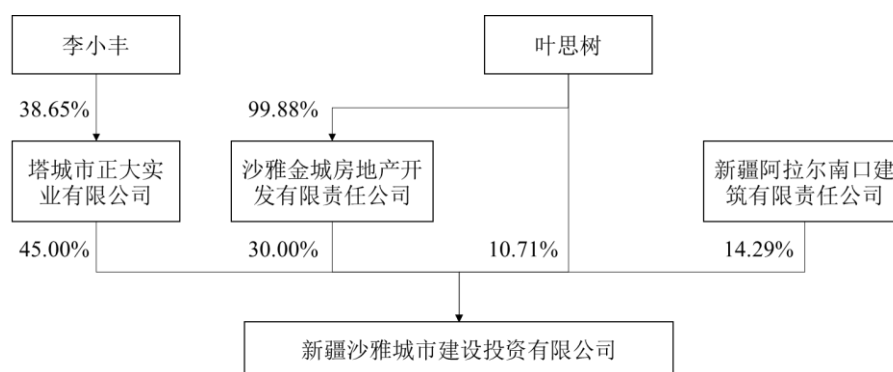 李小丰
叶思树
38.65%
99.88%
塔城市正大实
业有限公司
沙雅金城房地产开
发有限责任公司
新疆阿拉尔南口建
筑有限责任公司
45.00%
30.00%
10.71%
14.29%
新疆沙雅城市建设投资有限公司